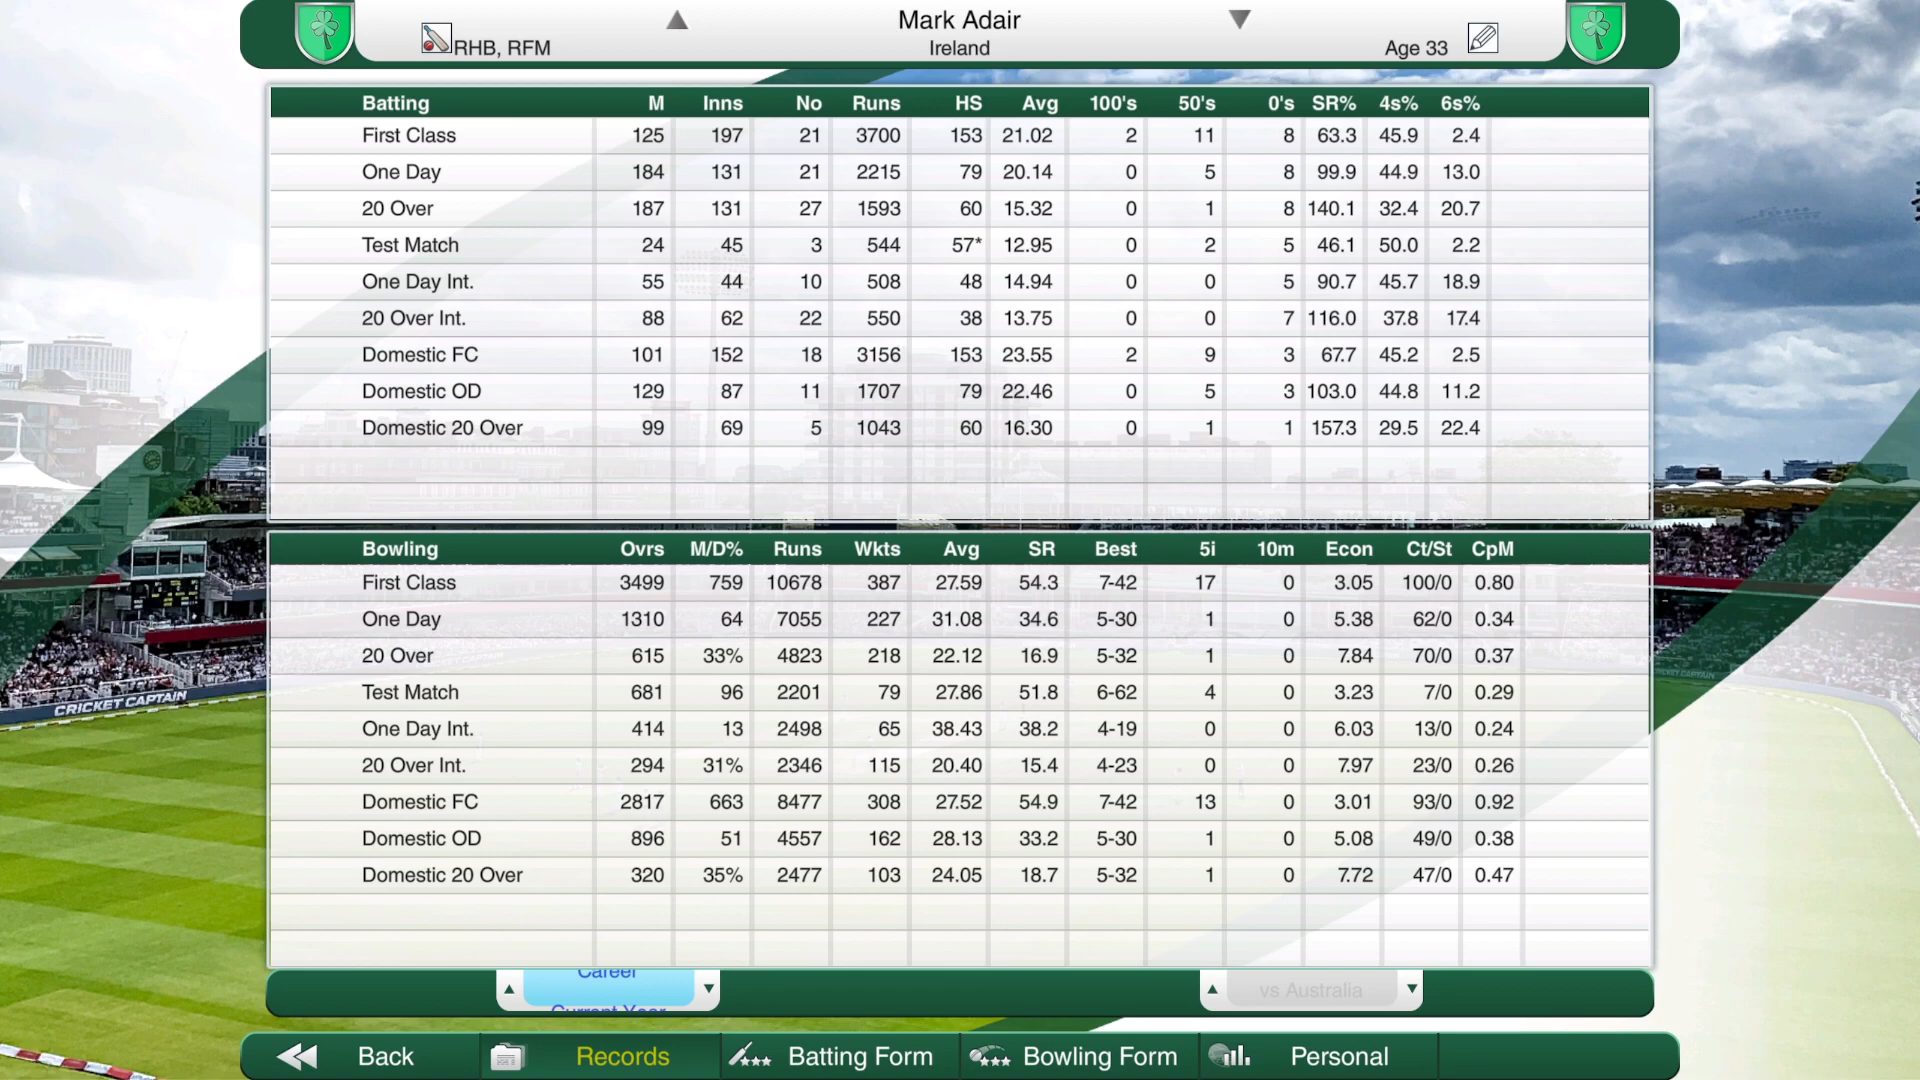 Mark Adair
RHB, RFM Ireland Age 33
Batting M Inns No Runs HS Avg 100's 50's 0's SR% 4s% 6s%
First Class 125 197 21 3700 153 21.02 2 11 8 63.3 45.9 2.4
One Day 184 131 21 2215 79 20.14 0 5 8 99.9 44.9 13.0
20 Over 187 131 27 1593 60 15.32 0 1 8 140.1 32.4 20.7
Test Match 24 45 3 544 57* 12.95 0 2 5 46.1 50.0 2.2
One Day Int. 55 44 10 508 48 14.94 0 0 5 90.7 45.7 18.9
20 Over Int. 88 62 22 550 38 13.75 0 0 7 116.0 37.8 17.4
Domestic FC 101 152 18 3156 153 23.55 2 9 3 67.7 45.2 2.5
Domestic OD 129 87 11 1707 79 22.46 0 5 3 103.0 44.8 11.2
Domestic 20 Over 99 69 5 1043 60 16.30 0 1 1 157.3 29.5 22.4
Bowling Ovrs M/D% Runs Wkts Avg SR Best 5i 10m Econ Ct/St CpM
First Class 3499 759 10678 387 27.59 54.3 7-42 17 0 3.05 100/0 0.80
One Day 1310 64 7055 227 31.08 34.6 5-30 1 0 5.38 62/0 0.34
20 Over 615 33% 4823 218 22.12 16.9 5-32 1 0 7.84 70/0 0.37
Test Match 681 96 2201 79 27.86 51.8 6-62 4 0 3.23 7/0 0.29
One Day Int. 414 13 2498 65 38.43 38.2 4-19 0 0 6.03 13/0 0.24
20 Over Int. 294 31% 2346 115 20.40 15.4 4-23 0 0 7.97 23/0 0.26
Domestic FC 2817 663 8477 308 27.52 54.9 7-42 13 0 3.01 93/0 0.92
Domestic OD 896 51 4557 162 28.13 33.2 5-30 1 0 5.08 49/0 0.38
Domestic 20 Over 320 35% 2477 103 24.05 18.7 5-32 1 0 7.72 47/0 0.47
CRICKET CAPTAIN
CRICKET CAPTAIN
Career
Current Year
vs Australia
Back Records Batting Form Bowling Form Personal